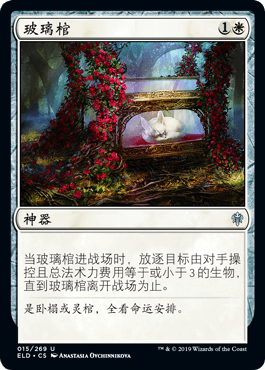 玻璃棺 1
神器
当玻璃棺进战场时，放逐目标由对手操
控且总法术力费用等于或小于3的生物，
直到玻璃棺离开战场为止。
是卧榻或灵棺，全看命运安排。
015/269 U
ELD • CS Anastasia Ovchinnikova
™ & © 2019 Wizards of the Coast